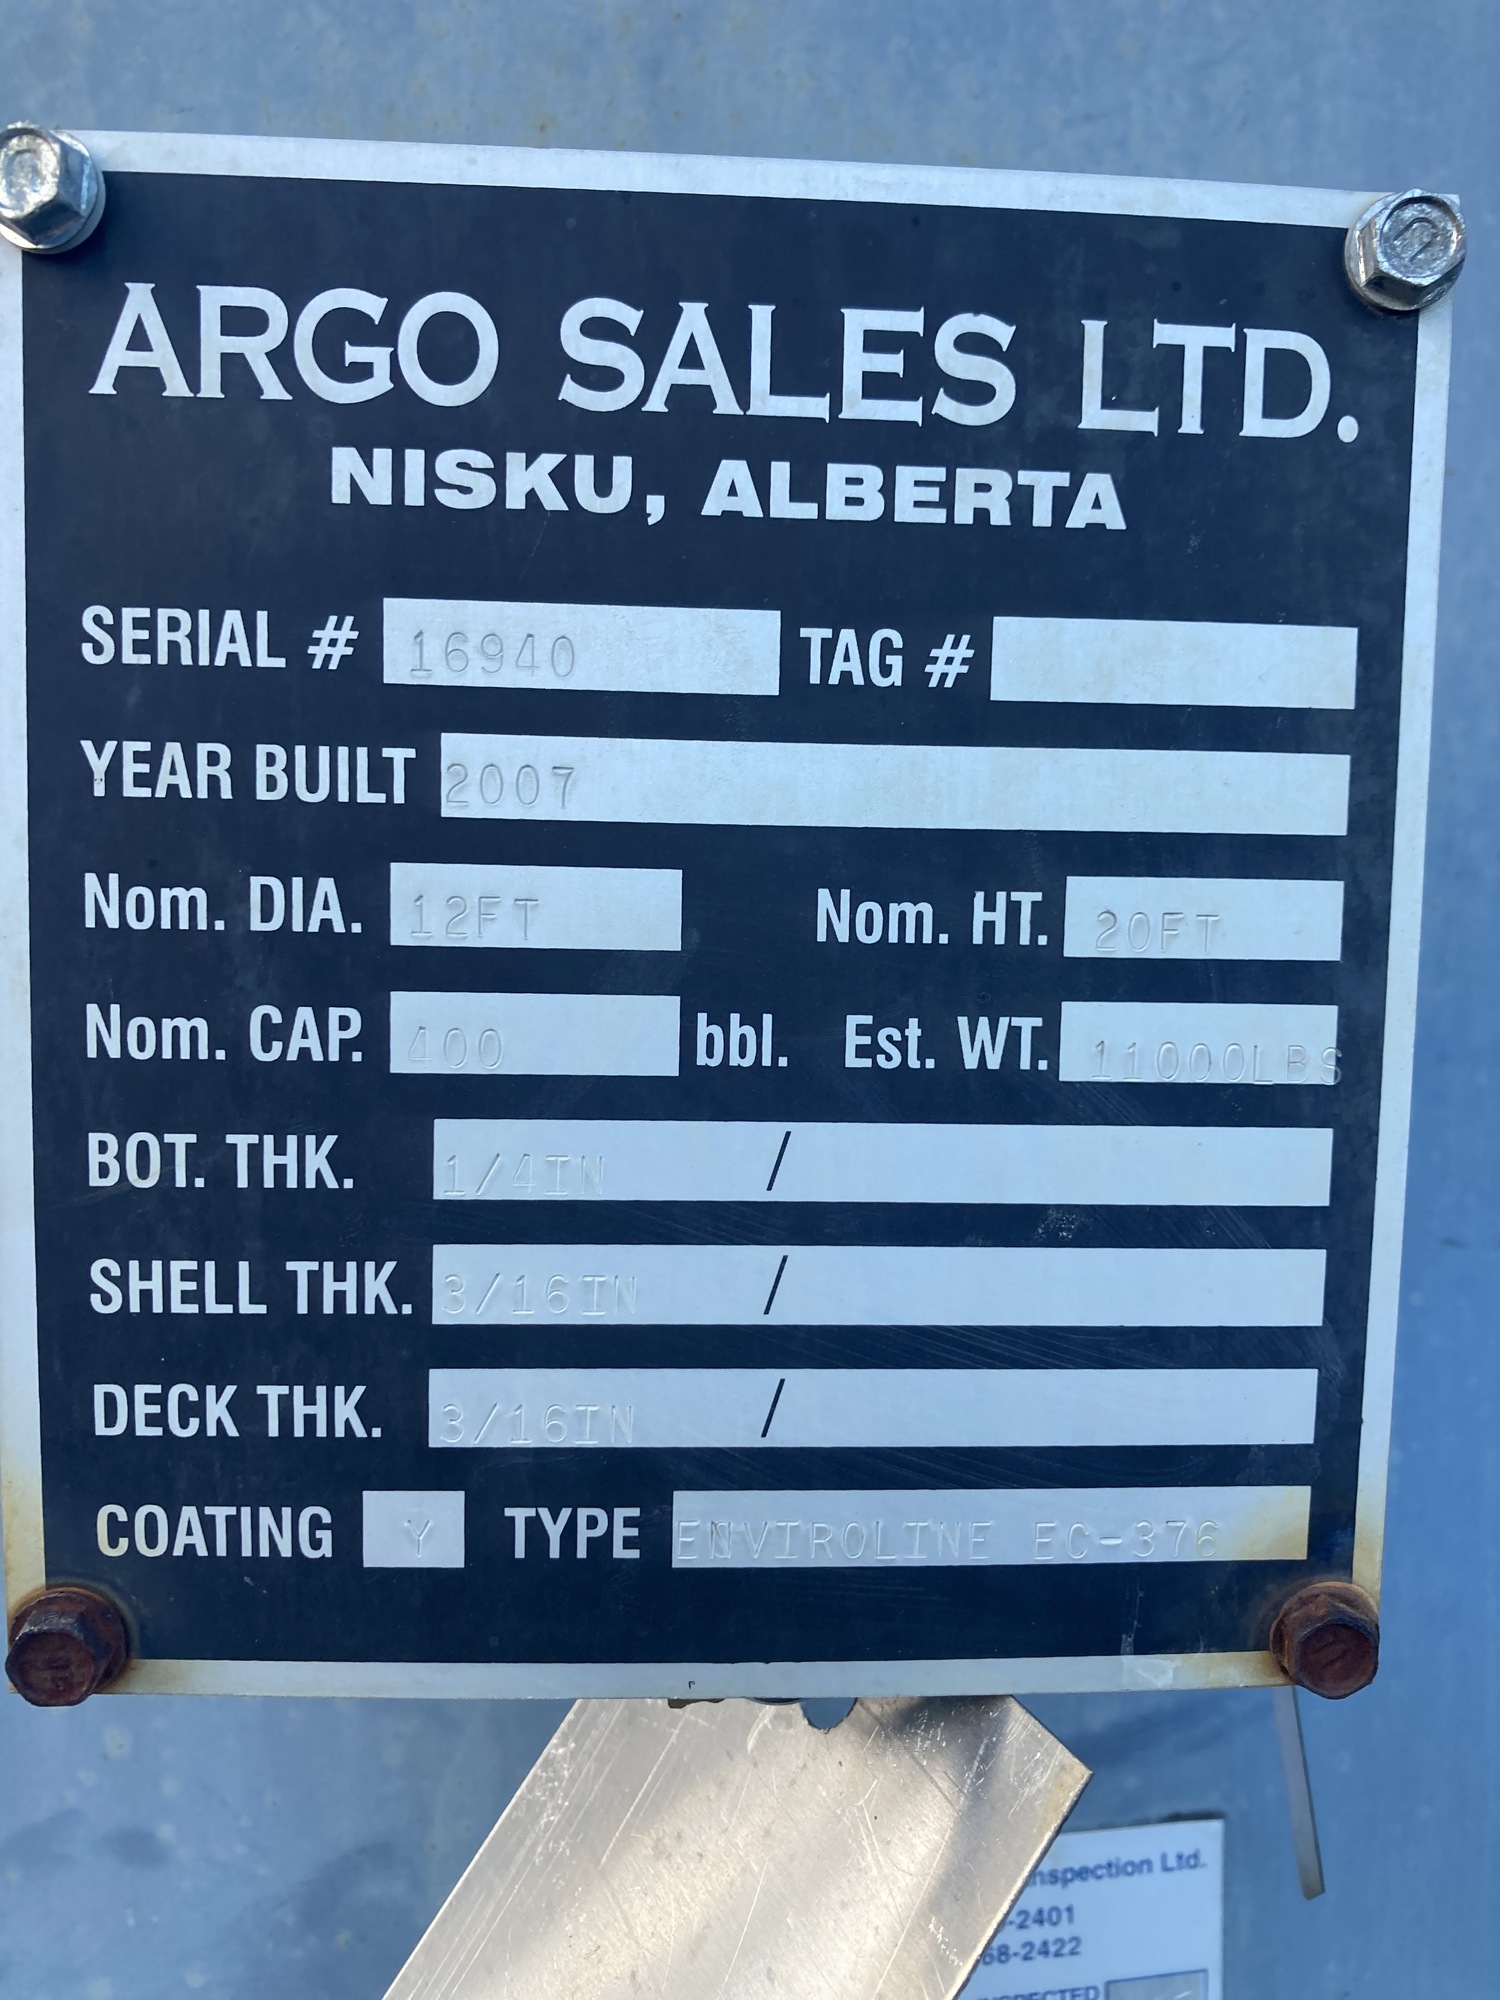 ARGO SALES LTD.
NISKU, ALBERTA
SERIAL # 16940 TAG #
YEAR BUILT 2007
Nom. DIA. 12FT Nom. HT. 20FT
Nom. CAP. 400 bbl. Est. WT. 11000LBS
BOT. THK. 1/4IN /
SHELL THK. 3/16IN /
DECK THK. 3/16IN /
COATING Y TYPE ENVIROLINE EC-376
Inspection Ltd.
-2401
68-2422